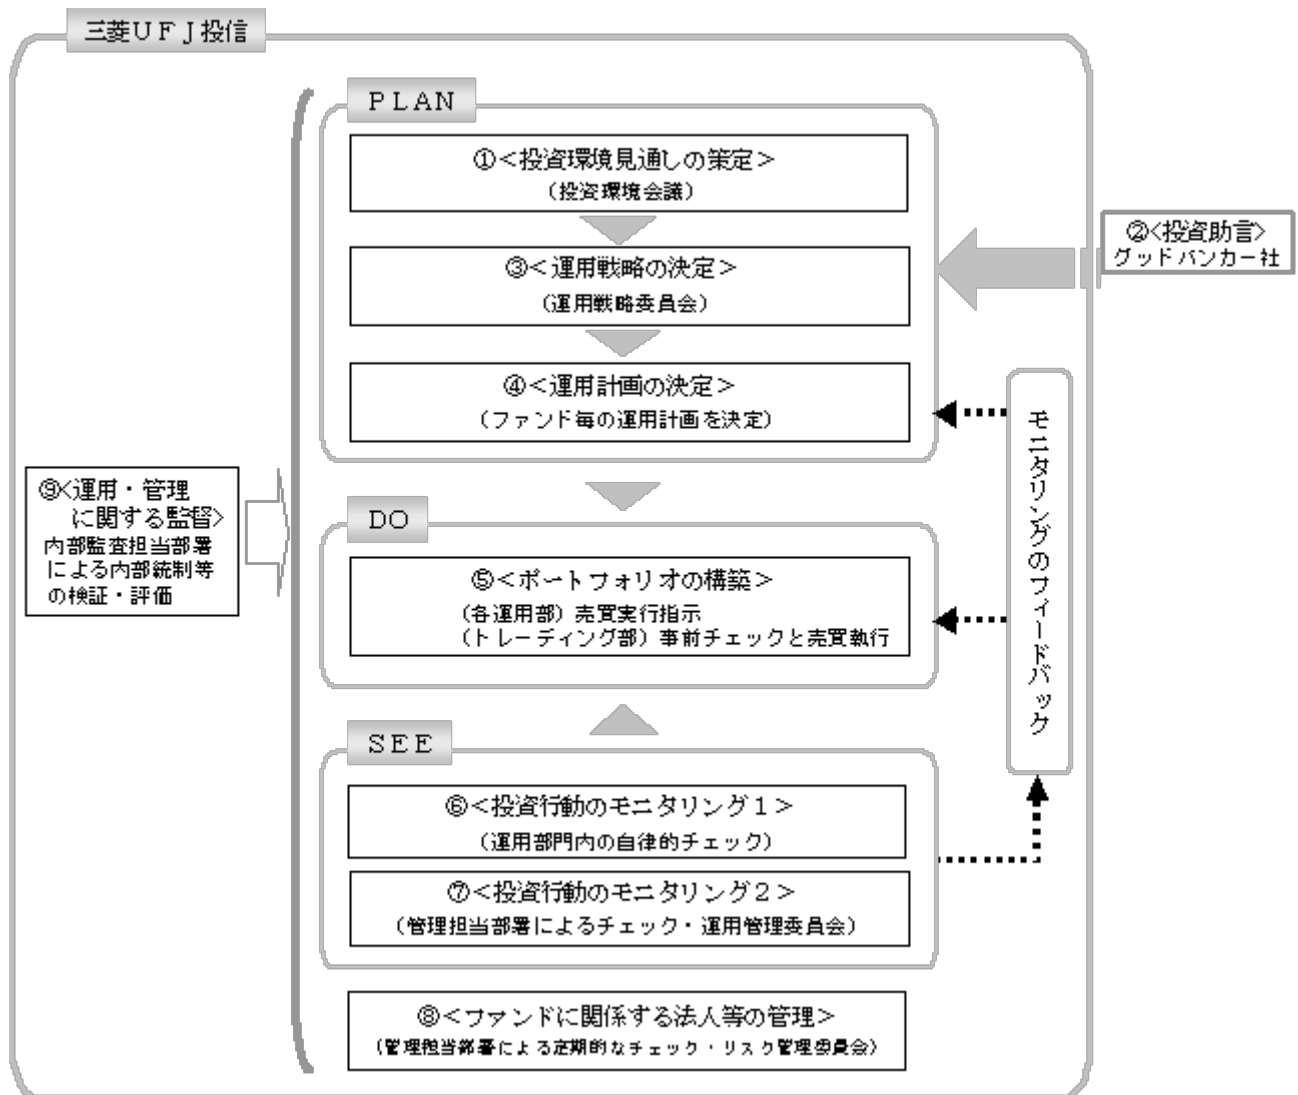 三菱ＵＦＪ投信
ＰＬＡＮ
①＜投資環境見通しの策定＞
（投資環境会議）
②＜投資助言＞
グッドバンカー社
③＜運用戦略の決定＞
（運用戦略委員会）
④＜運用計画の決定＞
（ファンド毎の運用計画を決定）
モニタリングのフィードバック
⑨＜運用・管理
に関する監督＞
内部監査担当部署
による内部統制等
の検証・評価
ＤＯ
⑤＜ポートフォリオの構築＞
（各運用部）売買実行指示
（トレーディング部）事前チェックと売買執行
ＳＥＥ
⑥＜投資行動のモニタリング１＞
（運用部門内の自律的チェック）
⑦＜投資行動のモニタリング２＞
（管理担当部署によるチェック・運用管理委員会）
⑧＜ファンドに関係する法人等の管理＞
（管理担当部署による定期的なチェック・リスク管理委員会）